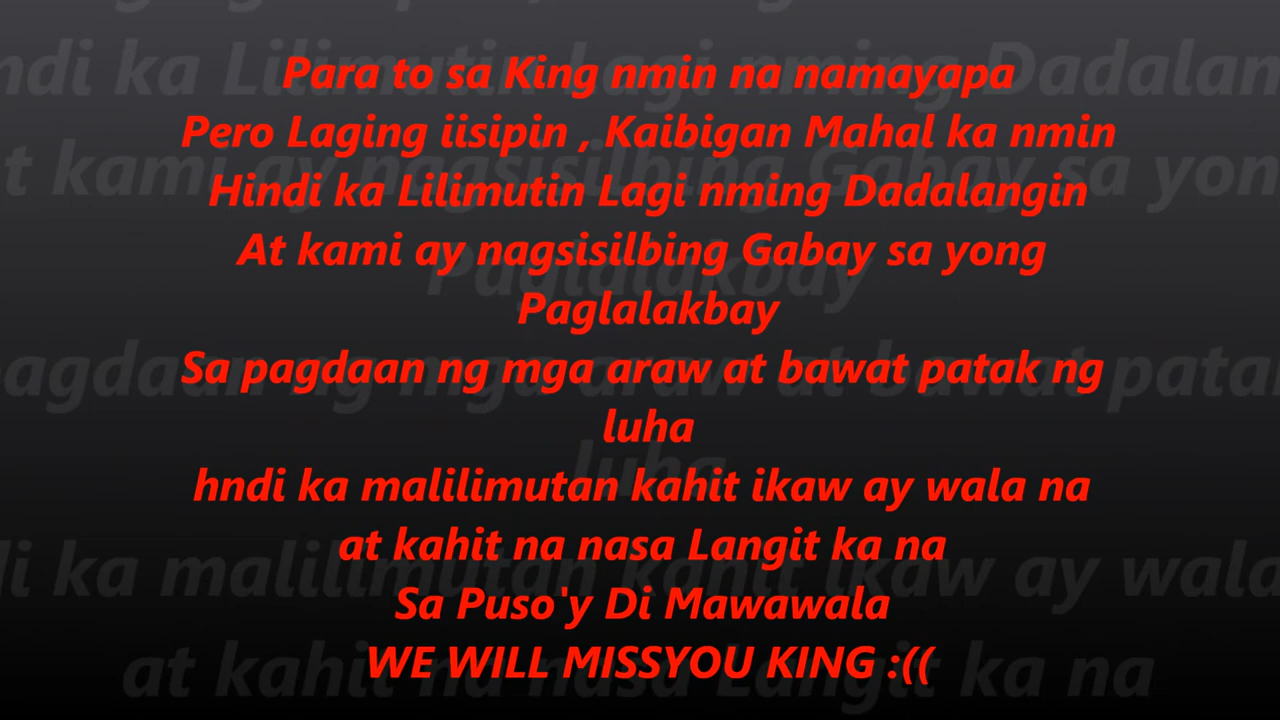 Para to sa King nmin na namayapa
Pero Laging iisipin , Kaibigan Mahal ka nmin
Hindi ka Lilimutin Lagi nming Dadalangin
At kami ay nagsisilbing Gabay sa yong
Paglalakbay
Sa pagdaan ng mga araw at bawat patak ng
luha
hndi ka malilimutan kahit ikaw ay wala na
at kahit na nasa Langit ka na
Sa Puso'y Di Mawawala
WE WILL MISSYOU KING :((